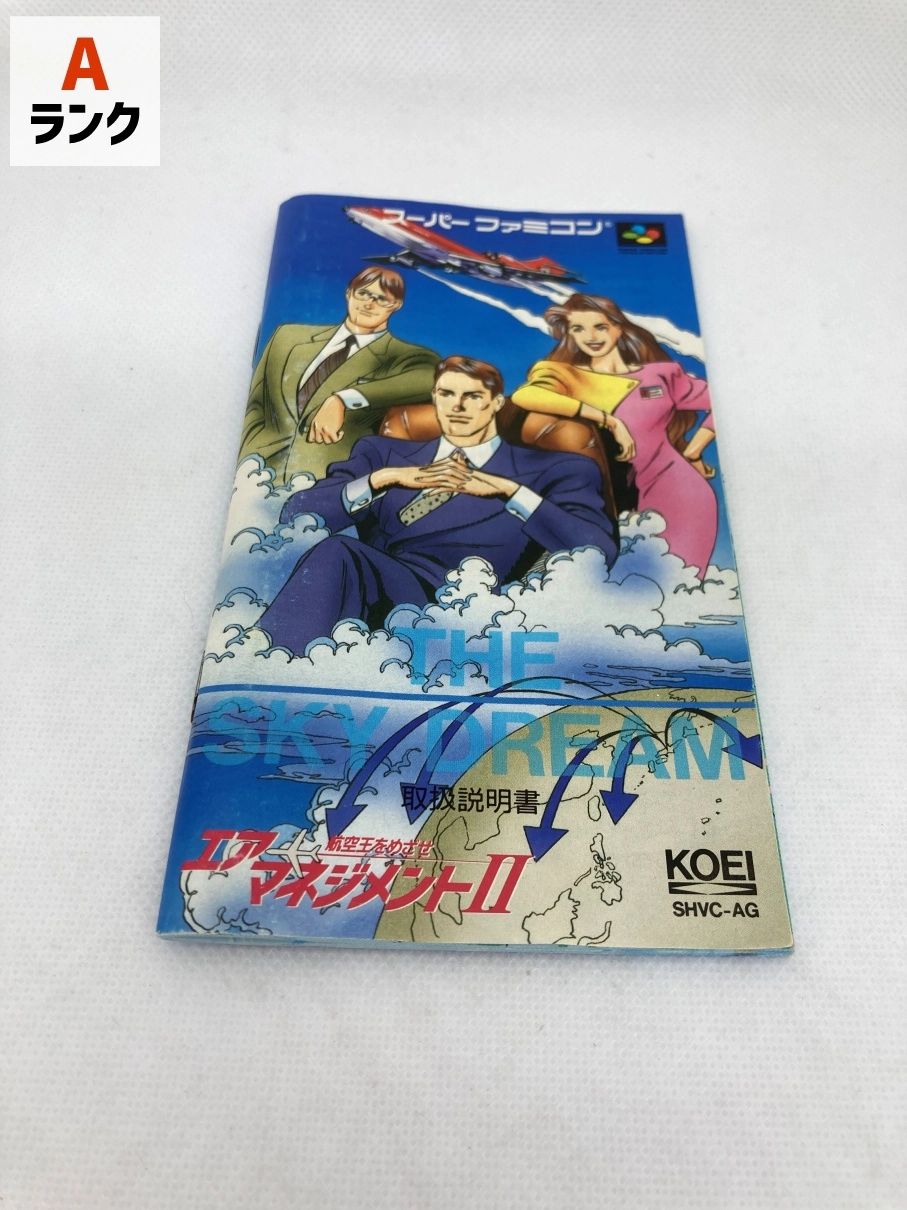 A
ランク
スーパーファミコン®
THE
SKY DREAM
取扱説明書
航空王をめざせ
エア
マネジメントII
KOEI
SHVC-AG